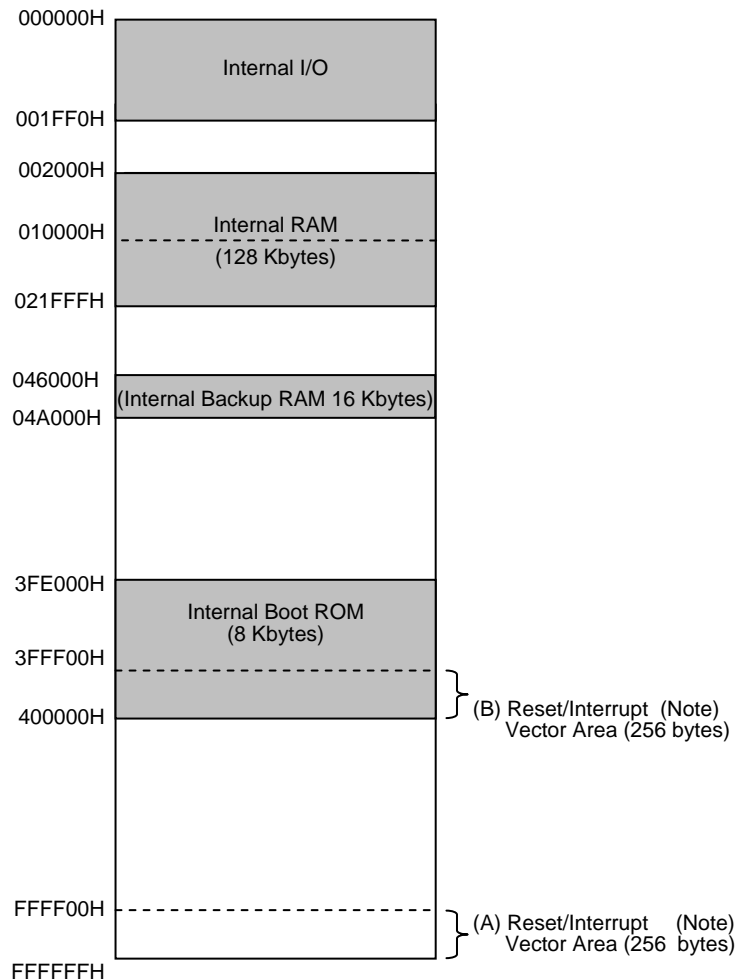 000000H
Internal I/O
001FF0H
002000H
Internal RAM
010000H
(128 Kbytes)
021FFFH
046000H
(Internal Backup RAM 16 Kbytes)
04A000H
3FE000H
Internal Boot ROM
(8 Kbytes)
3FFF00H
(B) Reset/Interrupt (Note)
400000H
Vector Area (256 bytes)
FFFF00H
(A) Reset/Interrupt (Note)
Vector Area (256 bytes)
FFFFFFH